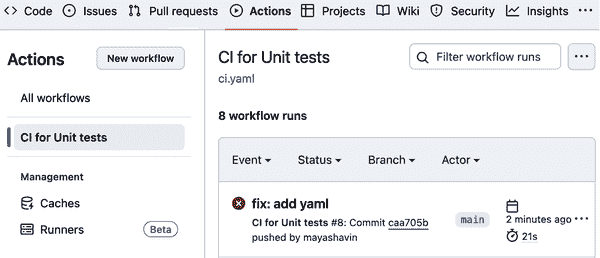 Code Issues Pull requests Actions Projects Wiki Security Insights ...
Actions
New workflow
All workflows
CI for Unit tests
Management
Caches
Runners Beta
CI for Unit tests
ci.yaml
Filter workflow runs
...
8 workflow runs
Event Status Branch Actor
fix: add yaml
CI for Unit tests #8: Commit caa705b
pushed by mayashavin
main
2 minutes ago ...
21s